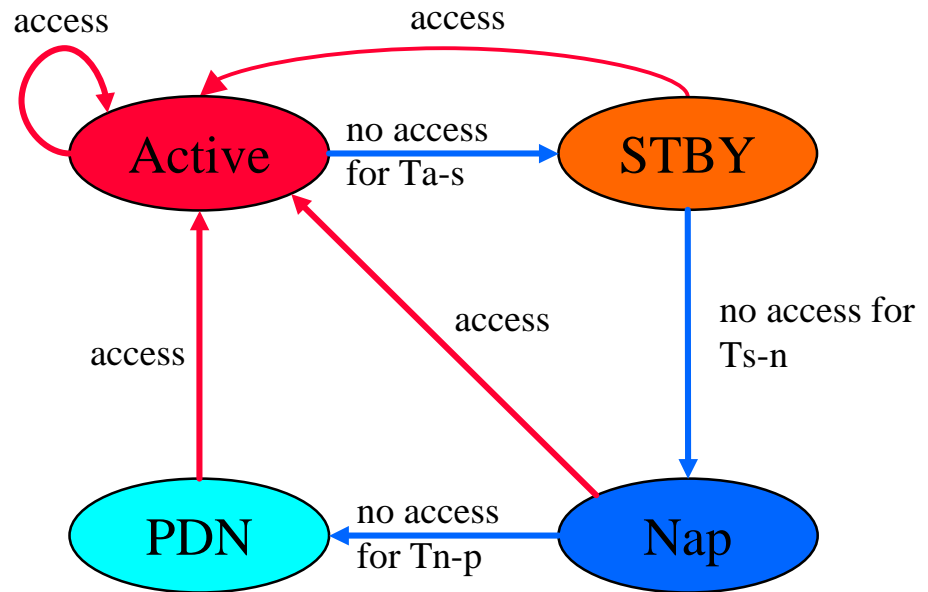 access
access
Active
no access
for Ta-s
STBY
no access for
Ts-n
access
access
PDN
no access
for Tn-p
Nap